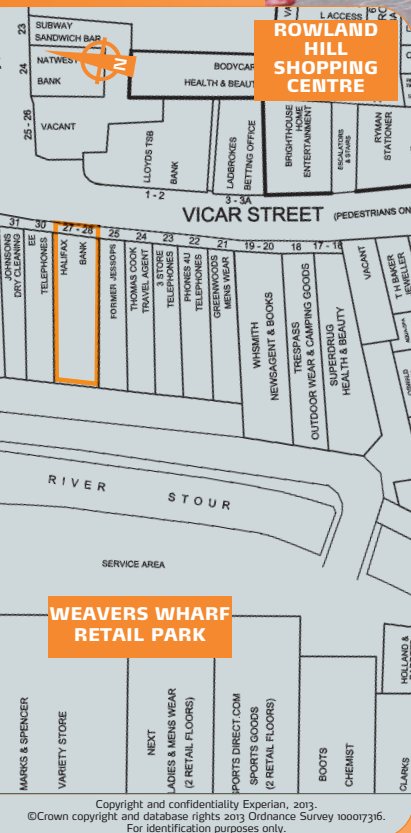 23
SUBWAY
SANDWICH BAR
L ACCESS
ROWLAND
HILL
SHOPPING
CENTRE
24
NATWEST
BANK
N
BODYCAR
HEALTH & BEAUT
25 - 26
VACANT
LLOYDS TSB
BANK
1 - 2
LADBROKES
BETTING OFFICE
3 - 3A
BRIGHTHOUSE
HOME
ENTERTAINMENT
ESCALATORS
& STAIRS
RYMAN
STATIONER
VICAR STREET
(PEDESTRIANS ON
31
JOHNSONS
DRY CLEANING
30
EE
TELEPHONES
27 - 28
HALIFAX
BANK
25
FORMER JESSOPS
24
THOMAS COOK
TRAVEL AGENT
23
3 STORE
TELEPHONES
22
PHONES 4U
TELEPHONES
21
GREENWOODS
MENS WEAR
19 - 20
WHSMITH
NEWSAGENT & BOOKS
18
TRESPASS
OUTDOOR WEAR & CAMPING GOODS
17 - 16
SUPERDRUG
HEALTH & BEAUTY
VACANT
T H BAKER
JEWELLER
RIVER STOUR
SERVICE AREA
WEAVERS WHARF
RETAIL PARK
MARKS & SPENCER
VARIETY STORE
NEXT
LADIES & MENS WEAR
(2 RETAIL FLOORS)
SPORTS DIRECT.COM
SPORTS GOODS
(2 RETAIL FLOORS)
BOOTS
CHEMIST
HOLLAND &
CLARKS
Copyright and confidentiality Experian, 2013.
©Crown copyright and database rights 2013 Ordnance Survey 100017316.
For identification purposes only.